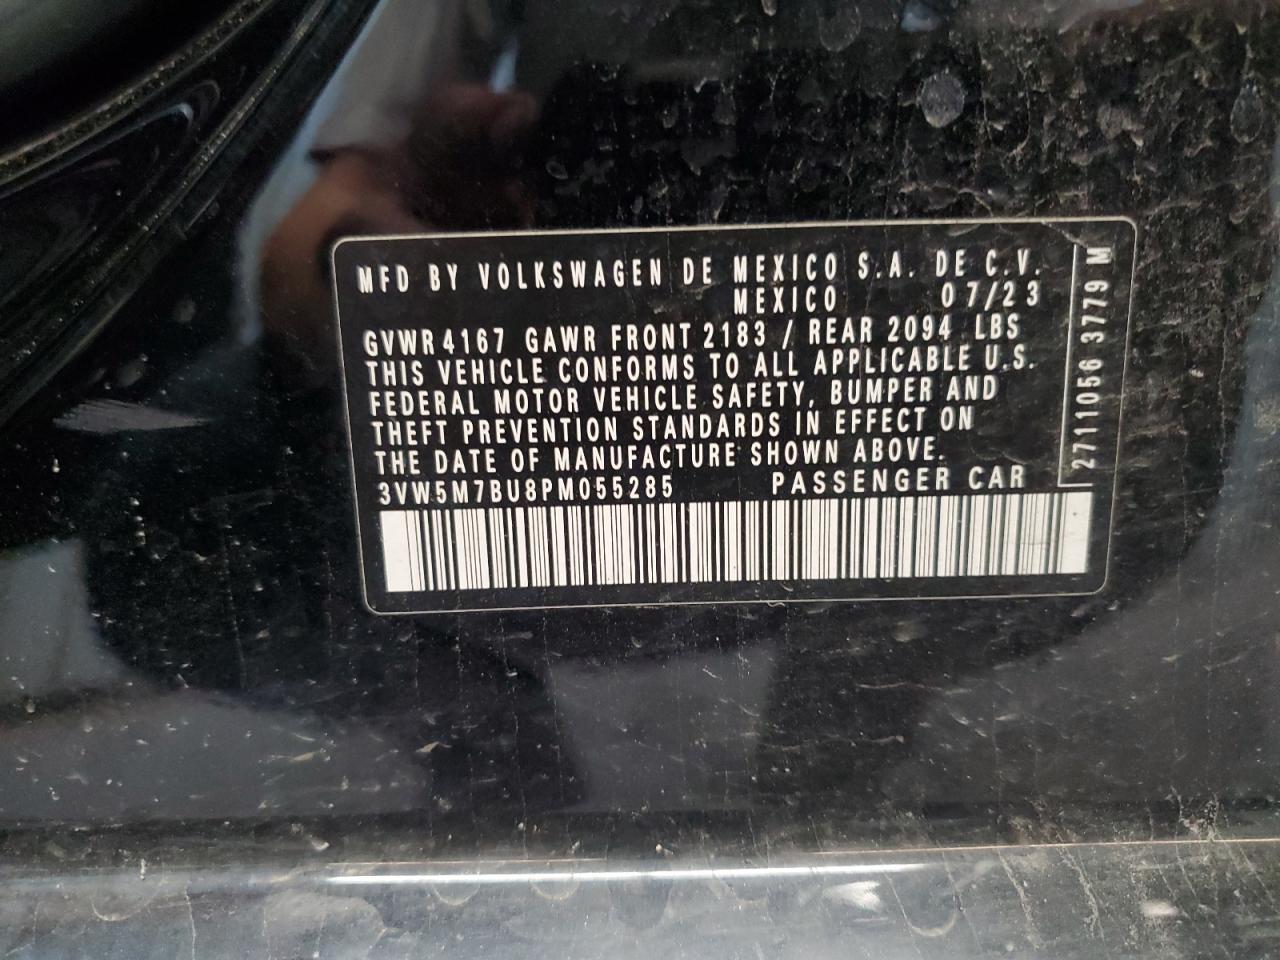 MFD BY VOLKSWAGEN DE MEXICO S.A. DE C.V.
MEXICO 07/23
GVWR 4167 GAWR FRONT 2183 / REAR 2094 LBS
THIS VEHICLE CONFORMS TO ALL APPLICABLE U.S.
FEDERAL MOTOR VEHICLE SAFETY, BUMPER AND
THEFT PREVENTION STANDARDS IN EFFECT ON
THE DATE OF MANUFACTURE SHOWN ABOVE.
3VW5M7BU8PM055285 PASSENGER CAR
2711056 3779 M